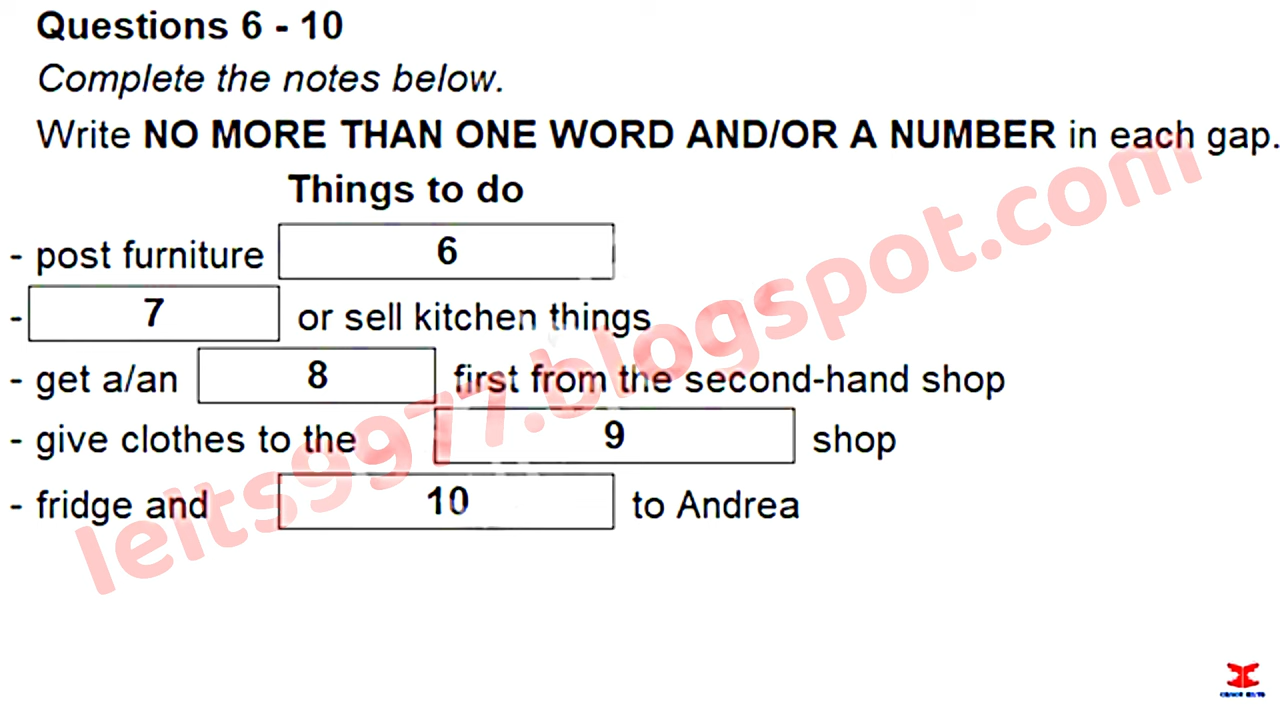 Questions 6 - 10
Complete the notes below.
Write NO MORE THAN ONE WORD AND/OR A NUMBER in each gap.
Things to do
- post furniture 6
- 7 or sell kitchen things
- get a/an 8 first from the second-hand shop
- give clothes to the 9 shop
- fridge and 10 to Andrea
leits9977.blogspot.com